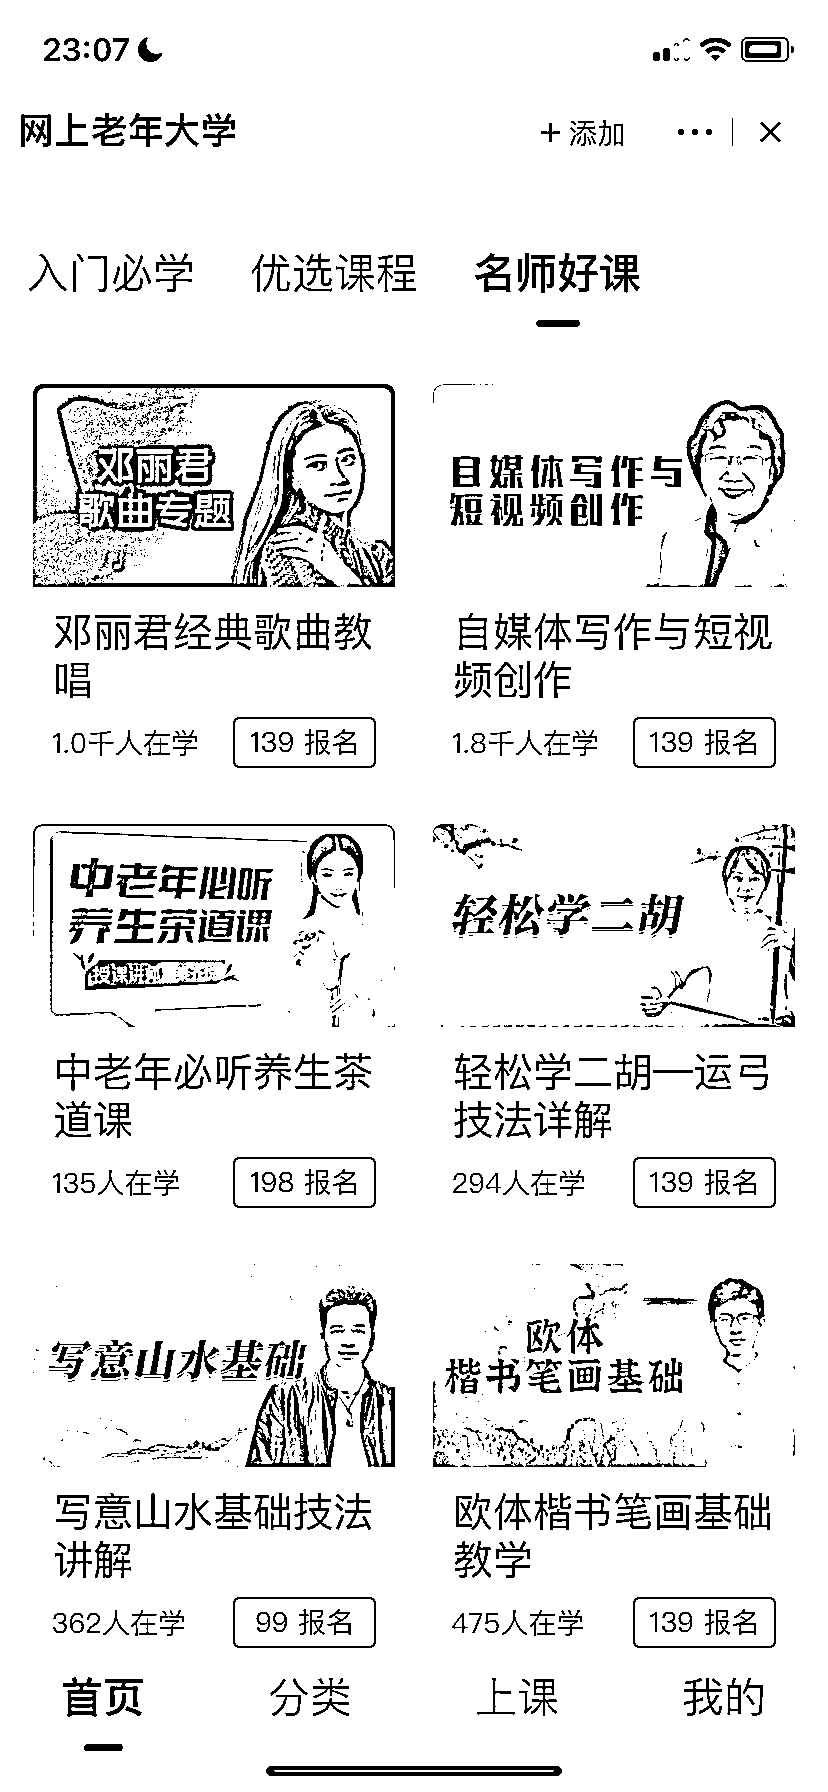 23:07
网上老年大学
+ 添加
入门必学 优选课程 名师好课
邓丽君
歌曲专题
自媒体写作与
短视频创作
邓丽君经典歌曲教
唱
1.0千人在学 139 报名
自媒体写作与短视
频创作
1.8千人在学 139 报名
中老年必听
养生茶道课
轻松学二胡
中老年必听养生茶
道课
135人在学 198 报名
轻松学二胡—运弓
技法详解
294人在学 139 报名
写意山水基础
欧体
楷书笔画基础
写意山水基础技法
讲解
362人在学 99 报名
欧体楷书笔画基础
教学
475人在学 139 报名
首页 分类 上课 我的